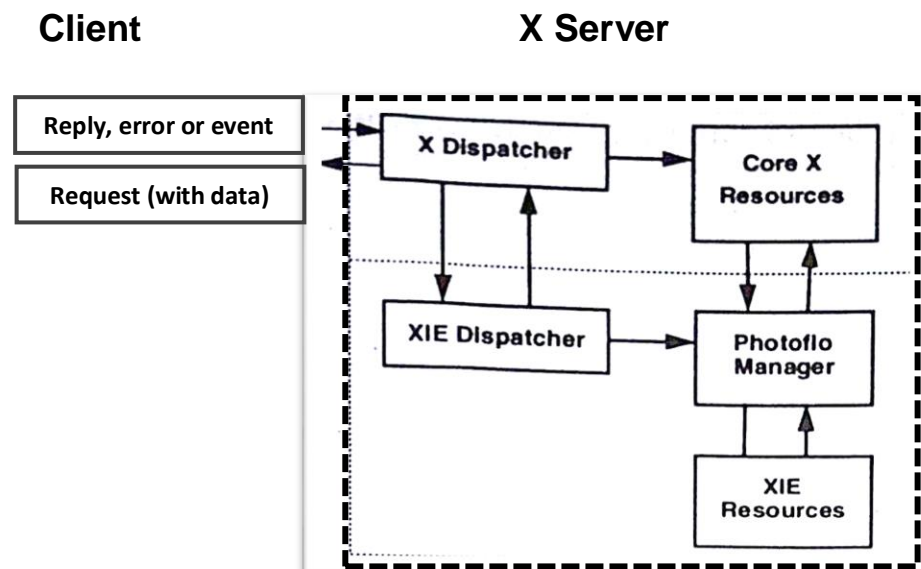 Client
X Server
Reply, error or event
Request (with data)
X Dispatcher
Core X
Resources
XIE Dispatcher
Photoflo
Manager
XIE
Resources